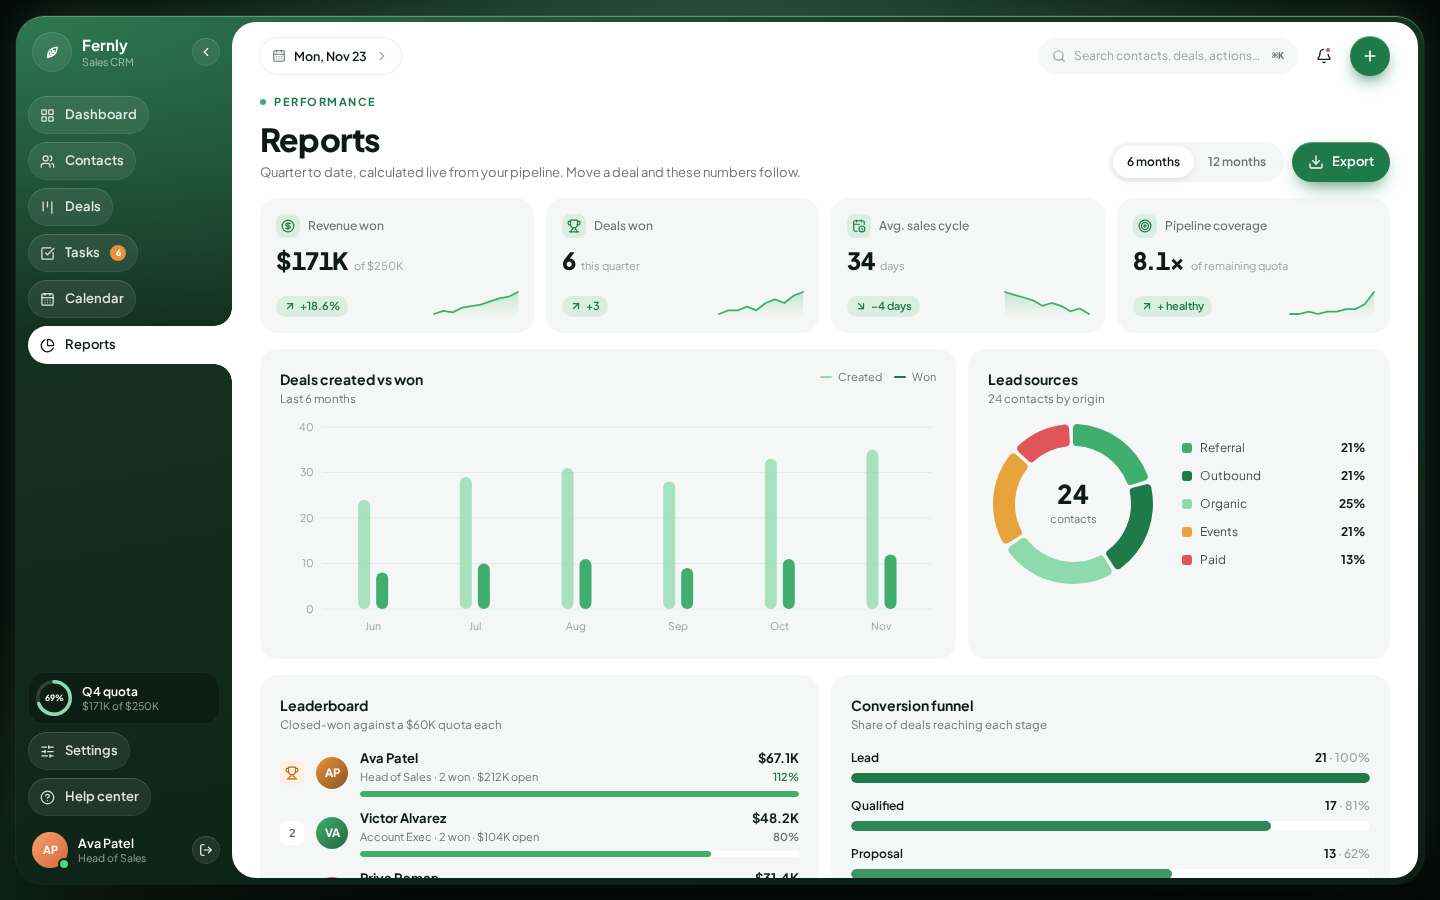 Fernly
Sales CRM
Dashboard
Contacts
Deals
Tasks 6
Calendar
Reports
69%
Q4 quota
$171K of $250K
Settings
Help center
AP
Ava Patel
Head of Sales
Mon, Nov 23
Search contacts, deals, actions... ⌘K
PERFORMANCE
Reports
Quarter to date, calculated live from your pipeline. Move a deal and these numbers follow.
6 months
12 months
Export
Revenue won
$171K of $250K
+18.6%
Deals won
6 this quarter
+3
Avg. sales cycle
34 days
−4 days
Pipeline coverage
8.1× of remaining quota
+ healthy
Deals created vs won
Last 6 months
Created
Won
40
30
20
10
0
Jun
Jul
Aug
Sep
Oct
Nov
Lead sources
24 contacts by origin
24
contacts
Referral 21%
Outbound 21%
Organic 25%
Events 21%
Paid 13%
Leaderboard
Closed-won against a $60K quota each
AP
Ava Patel $67.1K
Head of Sales · 2 won · $212K open 112%
2
VA
Victor Alvarez $48.2K
Account Exec · 2 won · $104K open 80%
Priya Raman $31.4K
Conversion funnel
Share of deals reaching each stage
Lead 21 · 100%
Qualified 17 · 81%
Proposal 13 · 62%